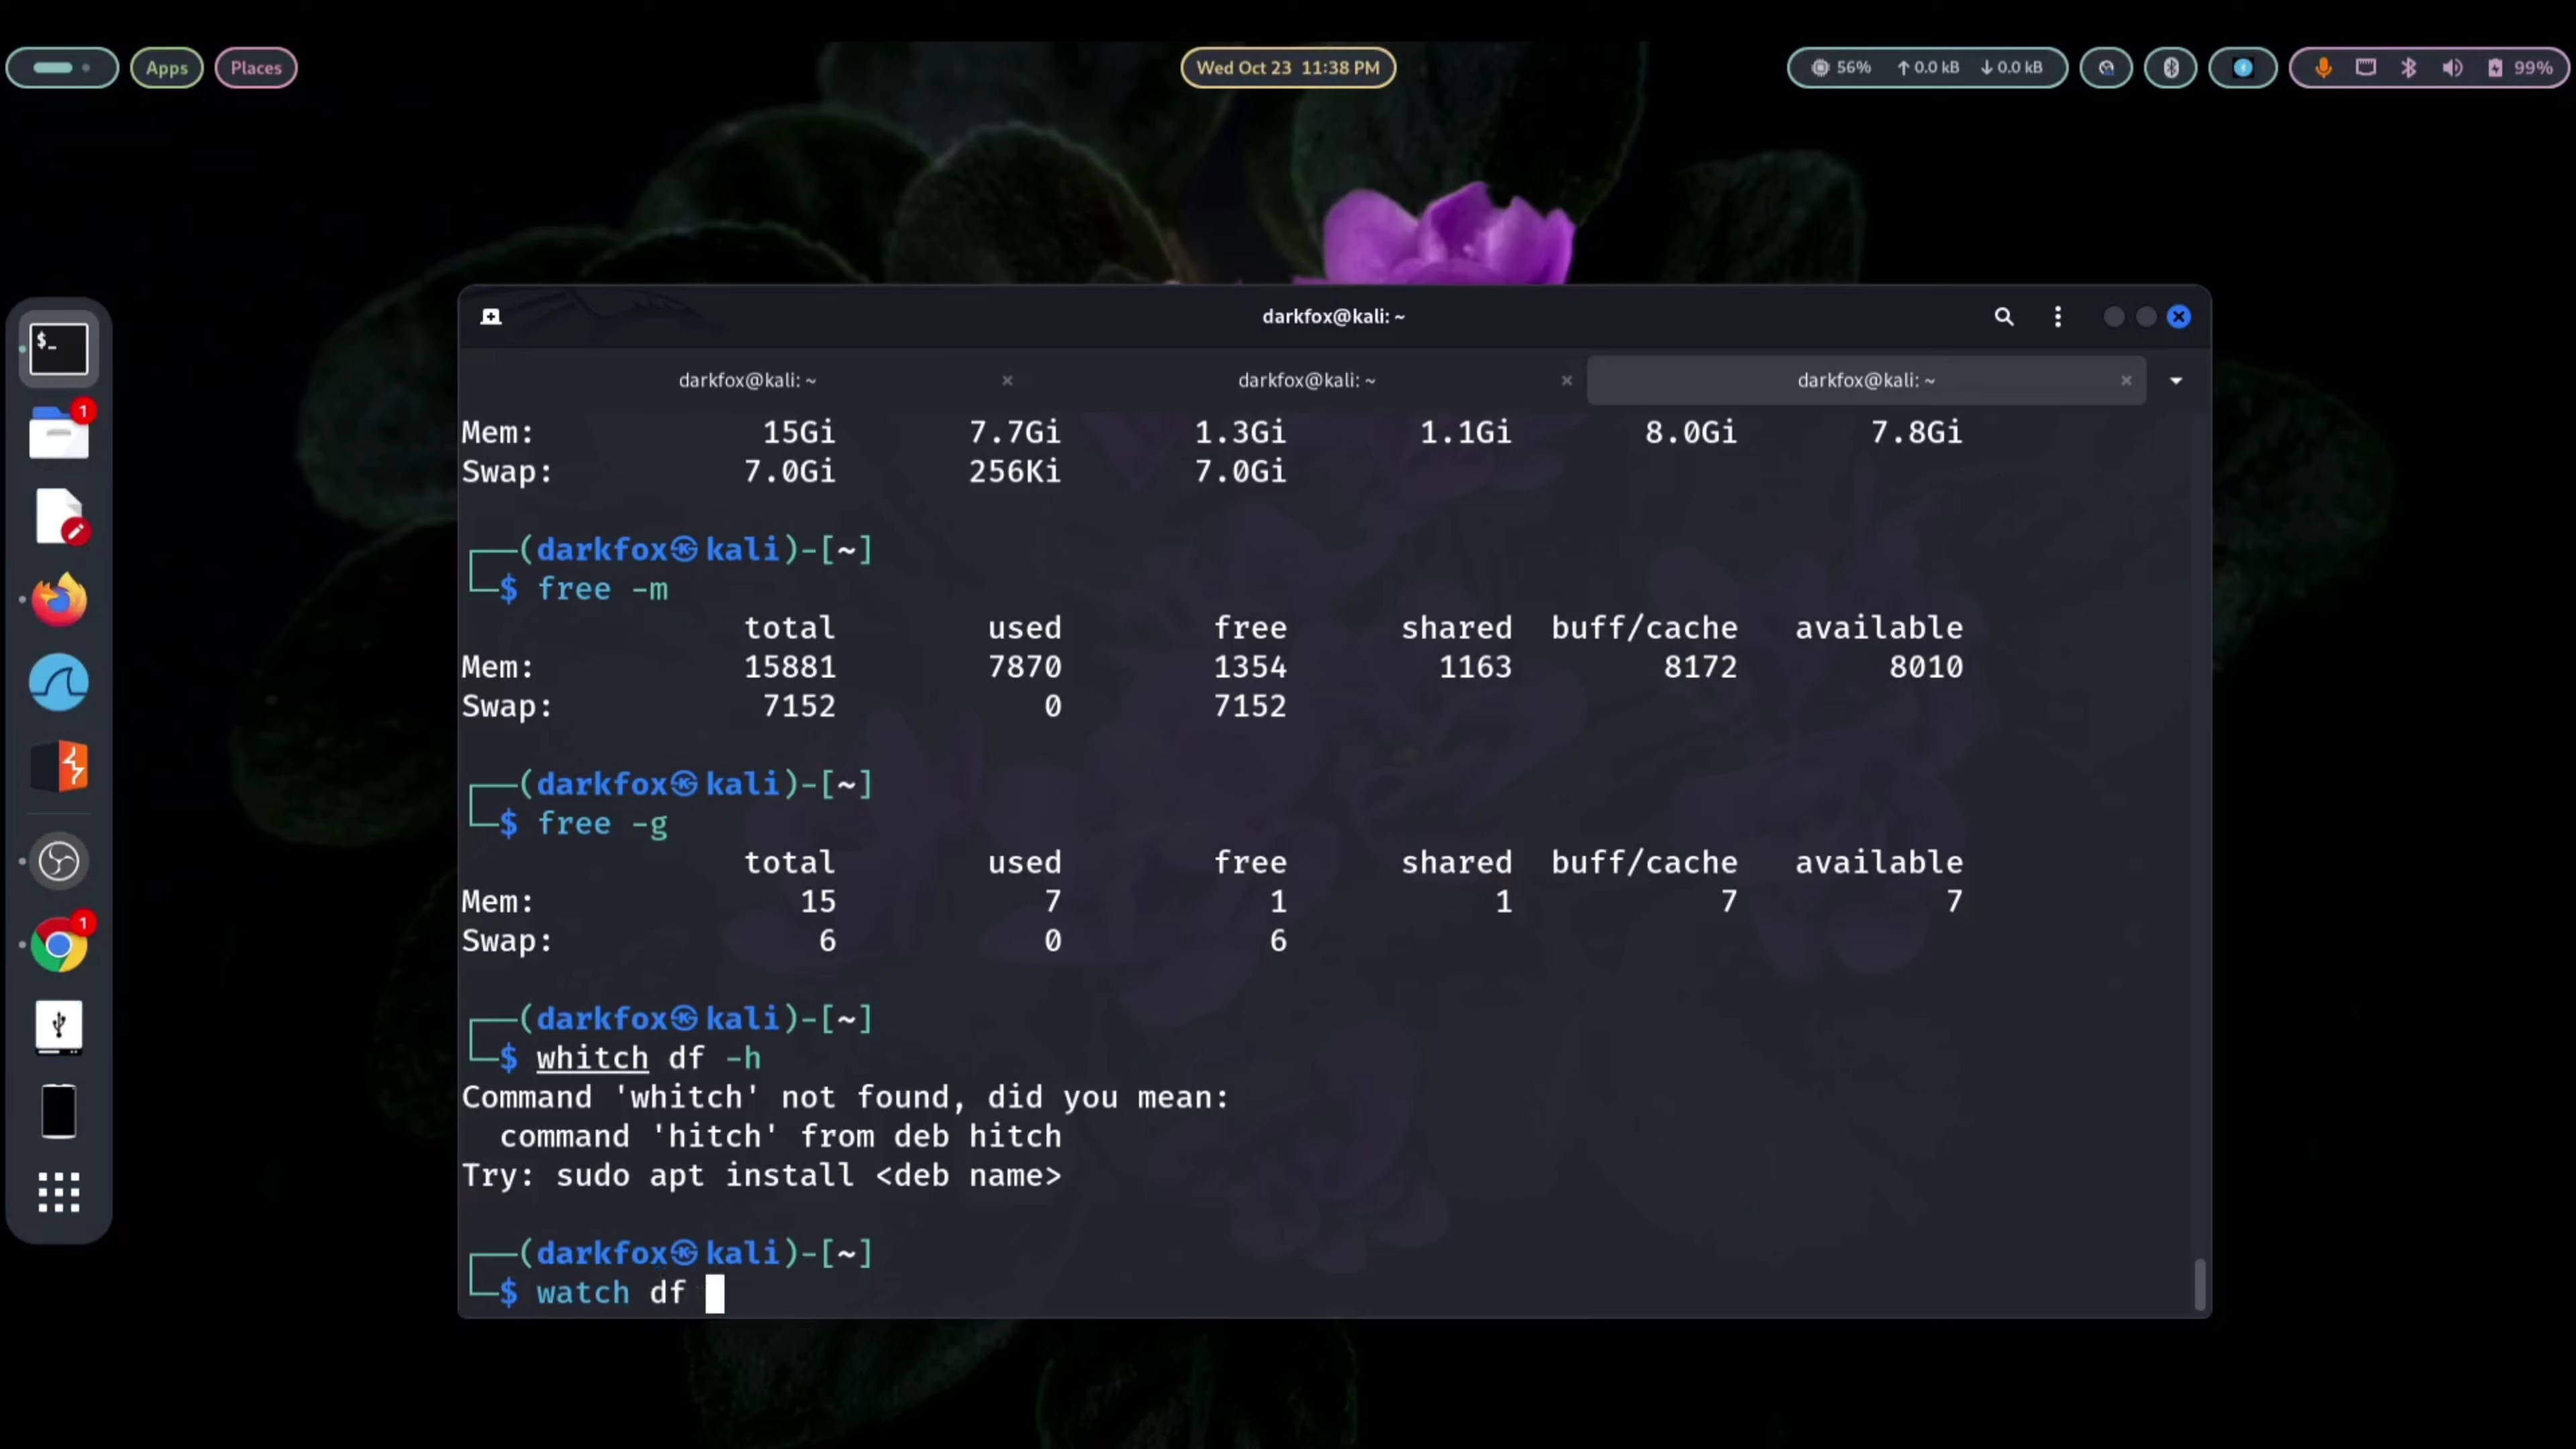 Apps Places Wed Oct 23 11:38 PM 56% ↑ 0.0 kB ↓ 0.0 kB 99%
darkfox@kali: ~
darkfox@kali: ~ darkfox@kali: ~ darkfox@kali: ~
Mem: 15Gi 7.7Gi 1.3Gi 1.1Gi 8.0Gi 7.8Gi
Swap: 7.0Gi 256Ki 7.0Gi
┌──(darkfox㉿kali)-[~]
└─$ free -m
total used free shared buff/cache available
Mem: 15881 7870 1354 1163 8172 8010
Swap: 7152 0 7152
┌──(darkfox㉿kali)-[~]
└─$ free -g
total used free shared buff/cache available
Mem: 15 7 1 1 7 7
Swap: 6 0 6
┌──(darkfox㉿kali)-[~]
└─$ whitch df -h
Command 'whitch' not found, did you mean:
command 'hitch' from deb hitch
Try: sudo apt install <deb name>
┌──(darkfox㉿kali)-[~]
└─$ watch df
$_
1
1